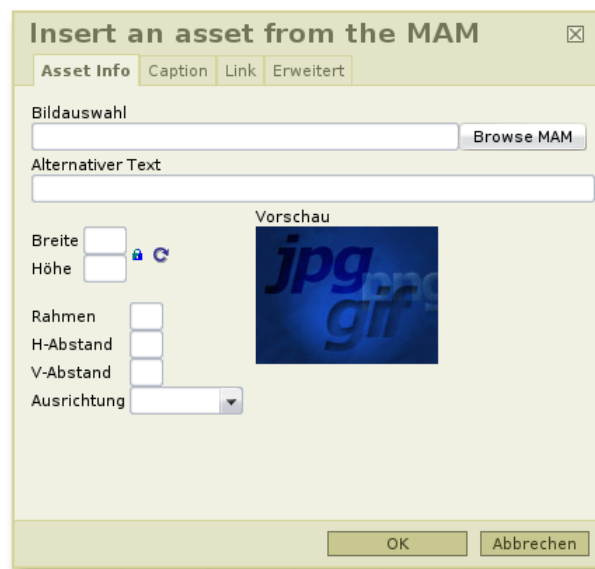 Insert an asset from the MAM
Asset Info Caption Link Erweitert
Bildauswahl
Browse MAM
Alternativer Text
Vorschau
Breite
Höhe
jpg
png
gif
Rahmen
H-Abstand
V-Abstand
Ausrichtung
OK Abbrechen